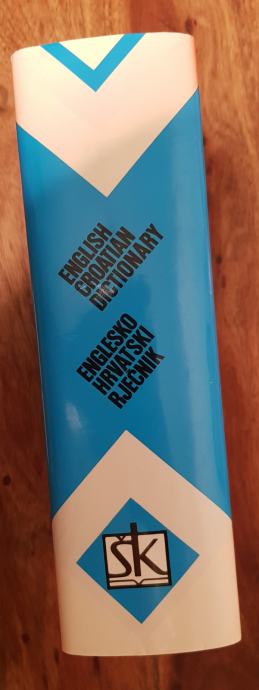 ENGLISH
CROATIAN
DICTIONARY
ENGLESKO
HRVATSKI
RJEČNIK
ŠK